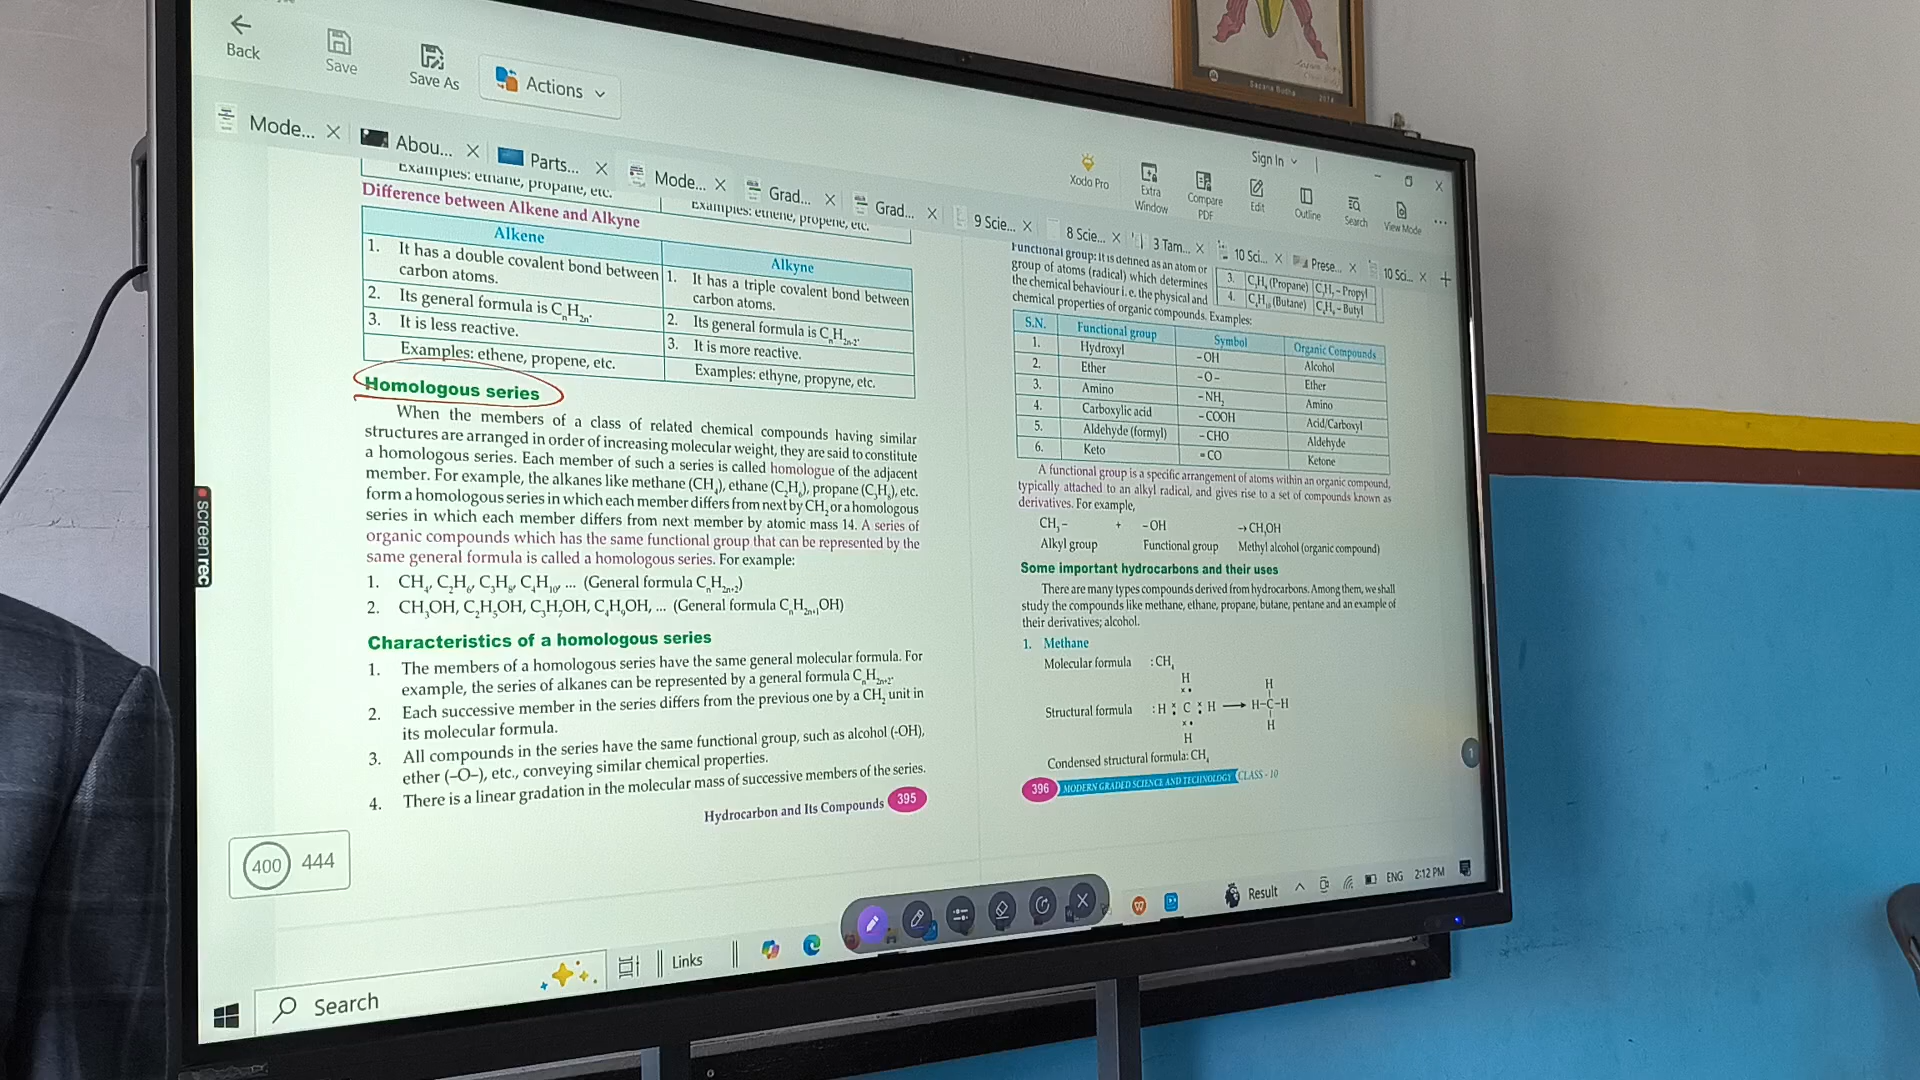 Back
Save
Save As
Actions
Sign In
Mode...
Abou...
Parts...
Mode...
Grad...
Grad...
9 Scie...
8 Scie...
3 Tam...
10 Sci...
Prese...
10 Sci...
Xodo Pro
Extra Window
Compare PDF
Edit
Outline
Search
View Mode
Examples: ethane, propane, etc.
Examples: ethene, propene, etc.
Difference between Alkene and Alkyne
Alkene
Alkyne
1. It has a double covalent bond between
carbon atoms.
1. It has a triple covalent bond between
carbon atoms.
2. Its general formula is CnH2n.
2. Its general formula is CnH2n-2.
3. It is less reactive.
3. It is more reactive.
Examples: ethene, propene, etc.
Examples: ethyne, propyne, etc.
Homologous series
When the members of a class of related chemical compounds having similar
structures are arranged in order of increasing molecular weight, they are said to constitute
a homologous series. Each member of such a series is called homologue of the adjacent
member. For example, the alkanes like methane (CH4), ethane (C2H6), propane (C3H8), etc.
form a homologous series in which each member differs from next by CH2 or a homologous
series in which each member differs from next member by atomic mass 14. A series of
organic compounds which has the same functional group that can be represented by the
same general formula is called a homologous series. For example:
1. CH4, C2H6, C3H8, C4H10, ... (General formula CnH2n+2)
2. CH3OH, C2H5OH, C3H7OH, C4H9OH, ... (General formula CnH2n+1OH)
Characteristics of a homologous series
1. The members of a homologous series have the same general molecular formula. For
example, the series of alkanes can be represented by a general formula CnH2n+2.
2. Each successive member in the series differs from the previous one by a CH2 unit in
its molecular formula.
3. All compounds in the series have the same functional group, such as alcohol (-OH),
ether (–O–), etc., conveying similar chemical properties.
4. There is a linear gradation in the molecular mass of successive members of the series.
Hydrocarbon and Its Compounds 395
Functional group: It is defined as an atom or
group of atoms (radical) which determines
the chemical behaviour i. e. the physical and
chemical properties of organic compounds. Examples:
3. C3H8 (Propane) C3H7 – Propyl
4. C4H10 (Butane) C4H9 – Butyl
S.N. Functional group Symbol Organic Compounds
1. Hydroxyl –OH Alcohol
2. Ether –O– Ether
3. Amino –NH2 Amino
4. Carboxylic acid –COOH Acid/Carboxyl
5. Aldehyde (formyl) –CHO Aldehyde
6. Keto =CO Ketone
A functional group is a specific arrangement of atoms within an organic compound,
typically attached to an alkyl radical, and gives rise to a set of compounds known as
derivatives. For example,
CH3 – + –OH → CH3OH
Alkyl group Functional group Methyl alcohol (organic compound)
Some important hydrocarbons and their uses
There are many types compounds derived from hydrocarbons. Among them, we shall
study the compounds like methane, ethane, propane, butane, pentane and an example of
their derivatives; alcohol.
1. Methane
Molecular formula : CH4
H
H
Structural formula : H C H → H–C–H
H
H
Condensed structural formula: CH4
396 MODERN GRADED SCIENCE AND TECHNOLOGY CLASS - 10
screenrec
400 444
1
Search
Links
Result
ENG
2:12 PM